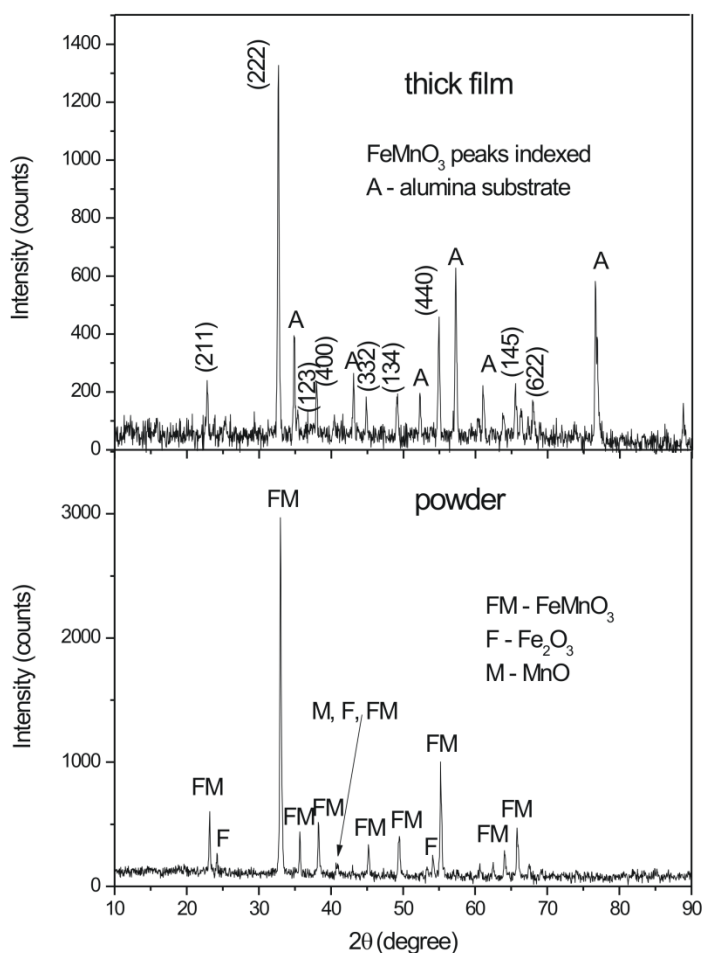 1400
1200
1000
800
600
400
200
0
Intensity (counts)
thick film
FeMnO₃ peaks indexed
A - alumina substrate
(211)
(222)
A
(123)
(400)
A
(332)
(134)
A
(440)
A
A
(145)
(622)
A
3000
2000
1000
0
Intensity (counts)
powder
FM - FeMnO₃
F - Fe₂O₃
M - MnO
FM
F
FM
FM
FM
M, F, FM
FM
FM
F
FM
FM
FM
10 20 30 40 50 60 70 80 90
2θ (degree)